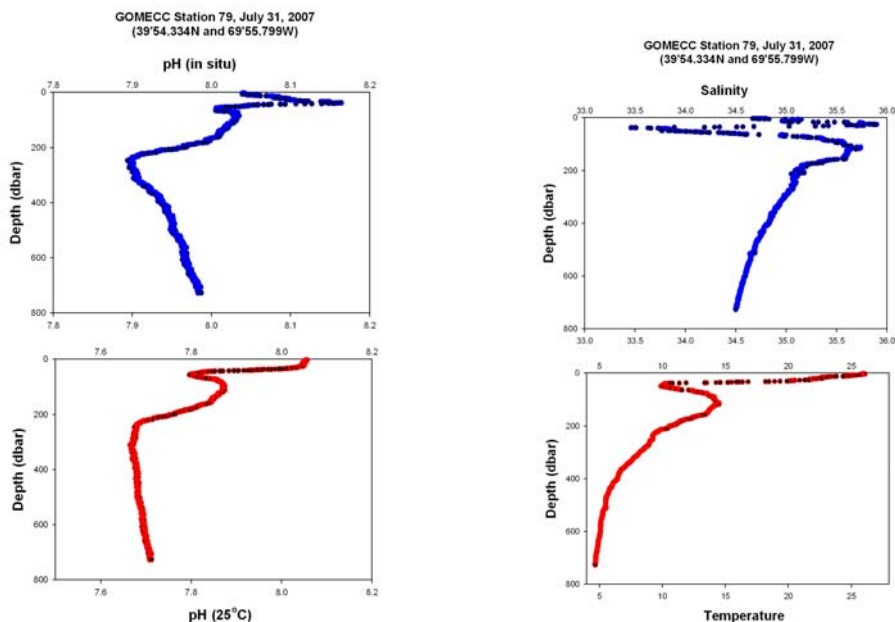 GOMECC Station 79, July 31, 2007
(39'54.334N and 69'55.799W)
pH (in situ)
7.8 7.9 8.0 8.1 8.2
0
200
400
600
800
Depth (dbar)
7.8 7.9 8.0 8.1 8.2
7.6 7.8 8.0
0
200
400
600
800
Depth (dbar)
7.6 7.8 8.0 8.2
pH (25°C)
GOMECC Station 79, July 31, 2007
(39'54.334N and 69'55.799W)
Salinity
33.0 33.5 34.0 34.5 35.0 35.5 36.0
0
200
400
600
800
Depth (dbar)
33.0 33.5 34.0 34.5 35.0 35.5 36.0
5 10 15 20 25
0
200
400
600
800
Depth (dbar)
5 10 15 20 25
Temperature